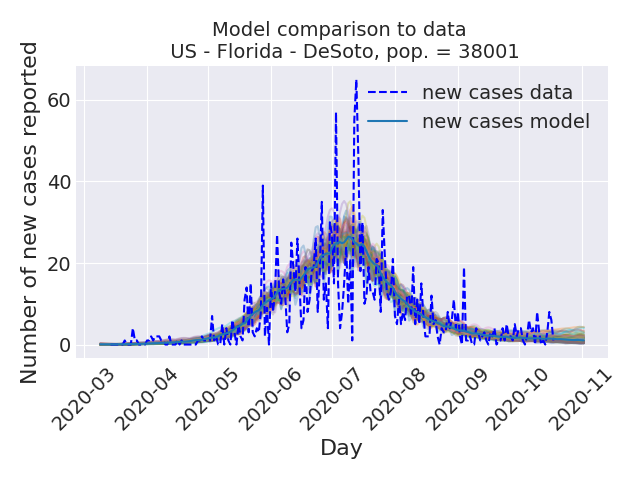 Model comparison to data
US - Florida - DeSoto, pop. = 38001
new cases data
new cases model
Number of new cases reported
60
40
20
0
2020-03
2020-04
2020-05
2020-06
2020-07
2020-08
2020-09
2020-10
2020-11
Day